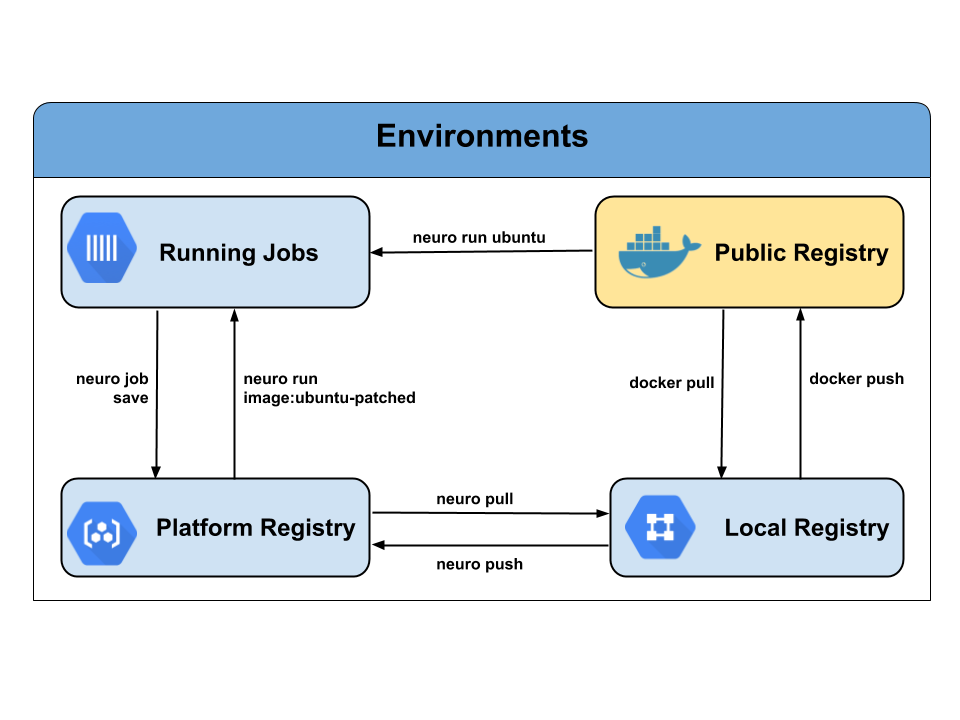 Environments
Running Jobs
neuro run ubuntu
Public Registry
neuro job
save
neuro run
image:ubuntu-patched
docker pull
docker push
Platform Registry
neuro pull
neuro push
Local Registry